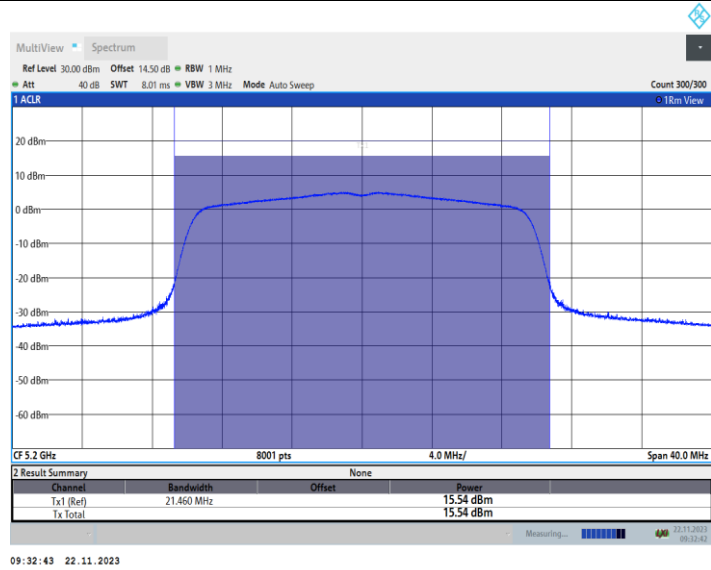 MultiView Spectrum
Ref Level 30.00 dBm Offset 14.50 dB RBW 1 MHz
Att 40 dB SWT 8.01 ms VBW 3 MHz Mode Auto Sweep Count 300/300
1 ACLR 1Rm View
20 dBm
10 dBm
0 dBm
-10 dBm
-20 dBm
-30 dBm
-40 dBm
-50 dBm
-60 dBm
CF 5.2 GHz 8001 pts 4.0 MHz/ Span 40.0 MHz
2 Result Summary None
Channel Bandwidth Offset Power
Tx1 (Ref) 21.460 MHz 15.54 dBm
Tx Total 15.54 dBm
Measuring... 22.11.2023
09:32:42
09:32:43 22.11.2023